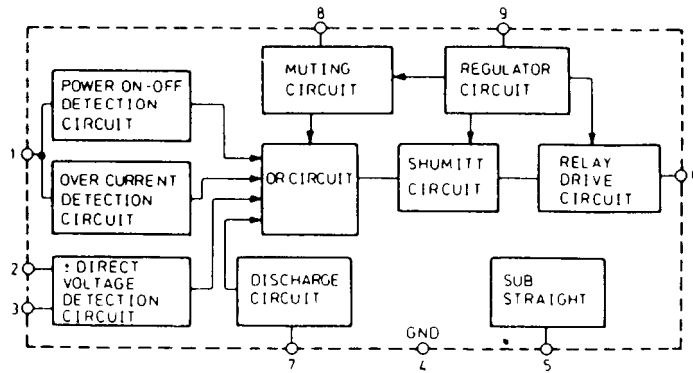 8
9
MUTING
CIRCUIT
REGULATOR
CIRCUIT
POWER ON-OFF
DETECTION
CIRCUIT
1
OVER CURRENT
DETECTION
CIRCUIT
OR CIRCUIT
SHUMITT
CIRCUIT
RELAY
DRIVE
CIRCUIT
2
3
± DIRECT
VOLTAGE
DETECTION
CIRCUIT
DISCHARGE
CIRCUIT
SUB
STRAIGHT
GND
7
4
5